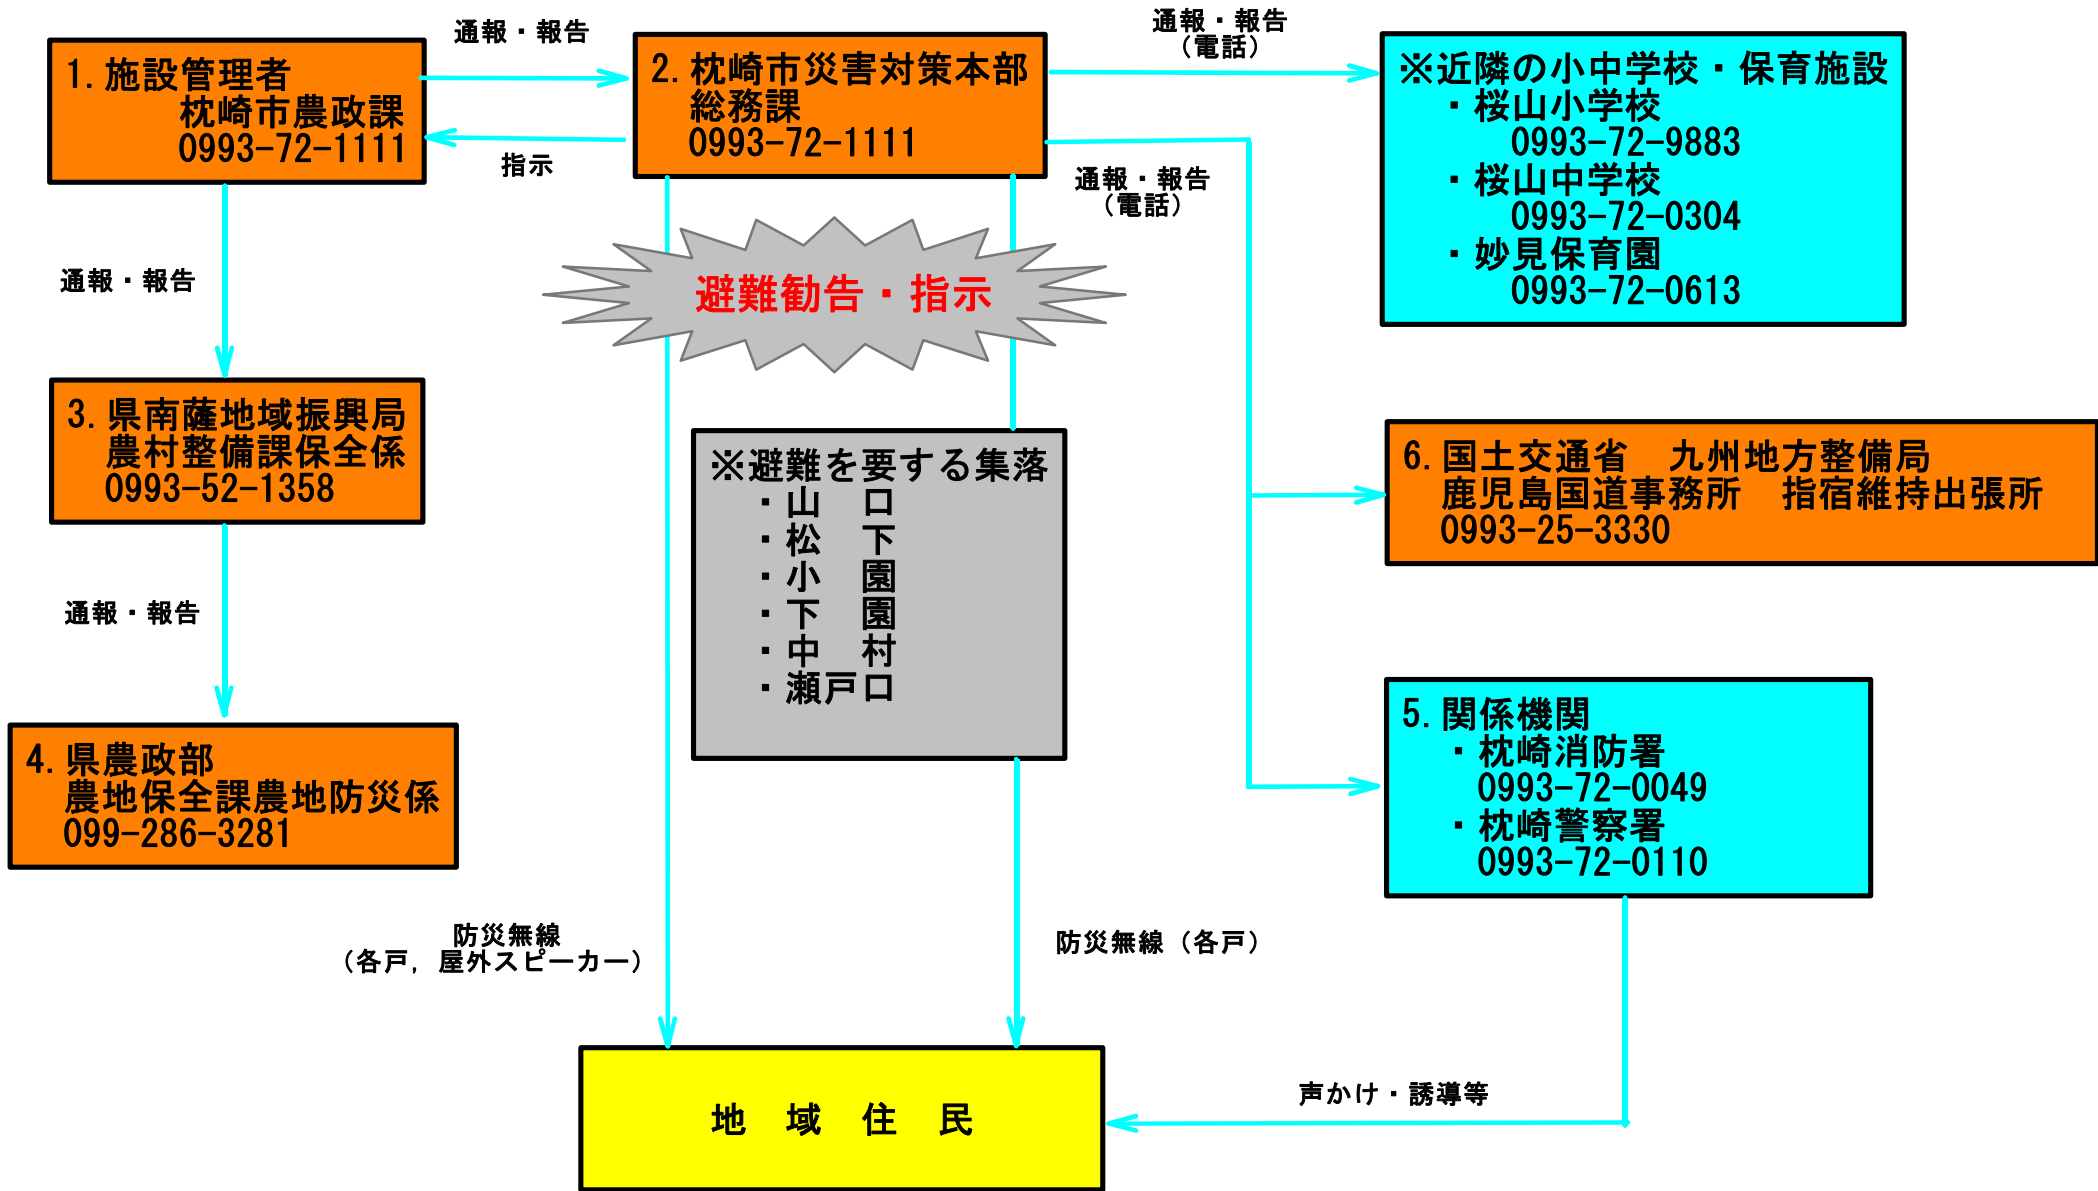 通報・報告
1. 施設管理者
枕崎市農政課
0993-72-1111
指示
2. 枕崎市災害対策本部
総務課
0993-72-1111
通報・報告
（電話）
※近隣の小中学校・保育施設
・桜山小学校
0993-72-9883
・桜山中学校
0993-72-0304
・妙見保育園
0993-72-0613
通報・報告
（電話）
避難勧告・指示
通報・報告
3. 県南薩地域振興局
農村整備課保全係
0993-52-1358
通報・報告
4. 県農政部
農地保全課農地防災係
099-286-3281
※避難を要する集落
・山　口
・松　下
・小　園
・下　園
・中　村
・瀬戸口
6. 国土交通省　九州地方整備局
鹿児島国道事務所　指宿維持出張所
0993-25-3330
5. 関係機関
・枕崎消防署
0993-72-0049
・枕崎警察署
0993-72-0110
防災無線
（各戸，屋外スピーカー）
防災無線（各戸）
声かけ・誘導等
地　域　住　民